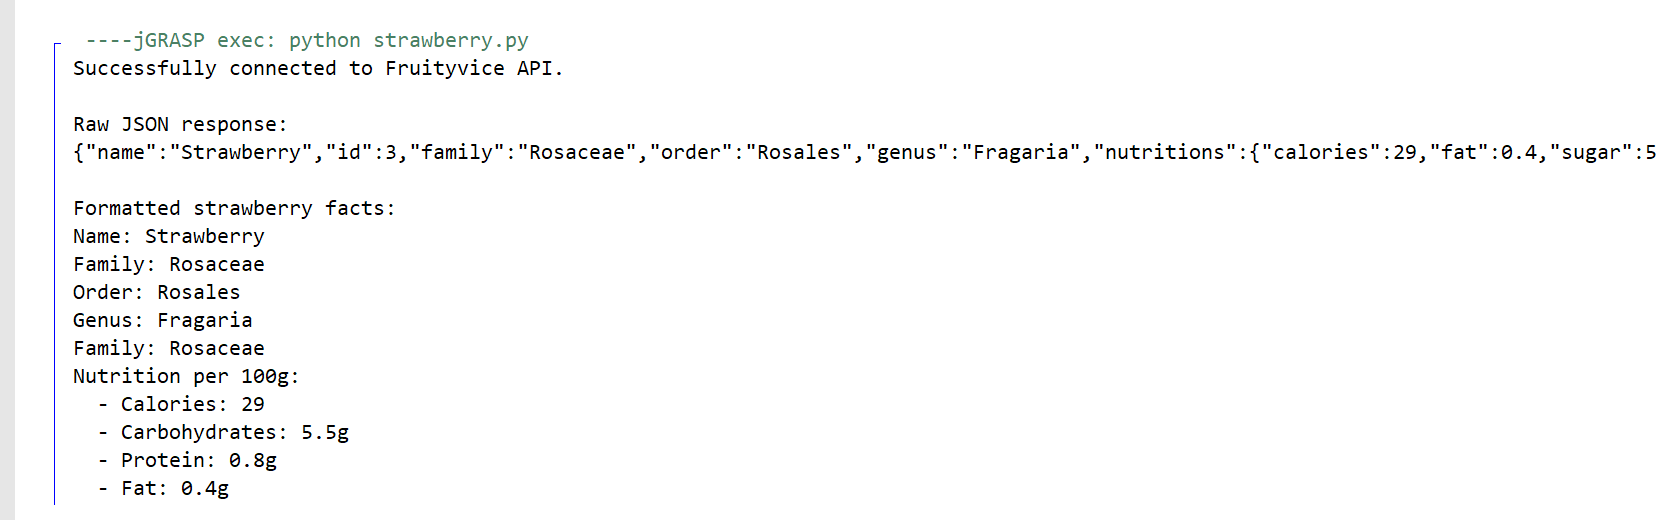 ----jGRASP exec: python strawberry.py
Successfully connected to Fruityvice API.
Raw JSON response:
{"name":"Strawberry","id":3,"family":"Rosaceae","order":"Rosales","genus":"Fragaria","nutritions":{"calories":29,"fat":0.4,"sugar":5
Formatted strawberry facts:
Name: Strawberry
Family: Rosaceae
Order: Rosales
Genus: Fragaria
Family: Rosaceae
Nutrition per 100g:
- Calories: 29
- Carbohydrates: 5.5g
- Protein: 0.8g
- Fat: 0.4g